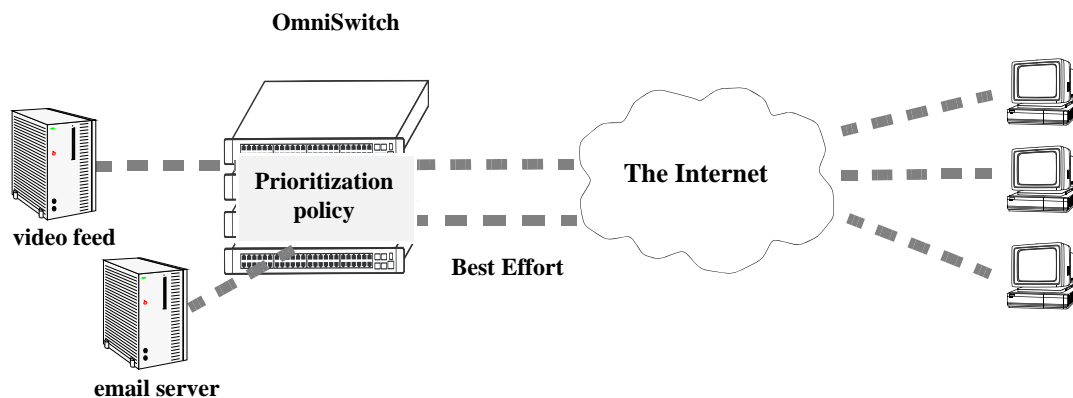 OmniSwitch
Prioritization
policy
The Internet
video feed
Best Effort
email server